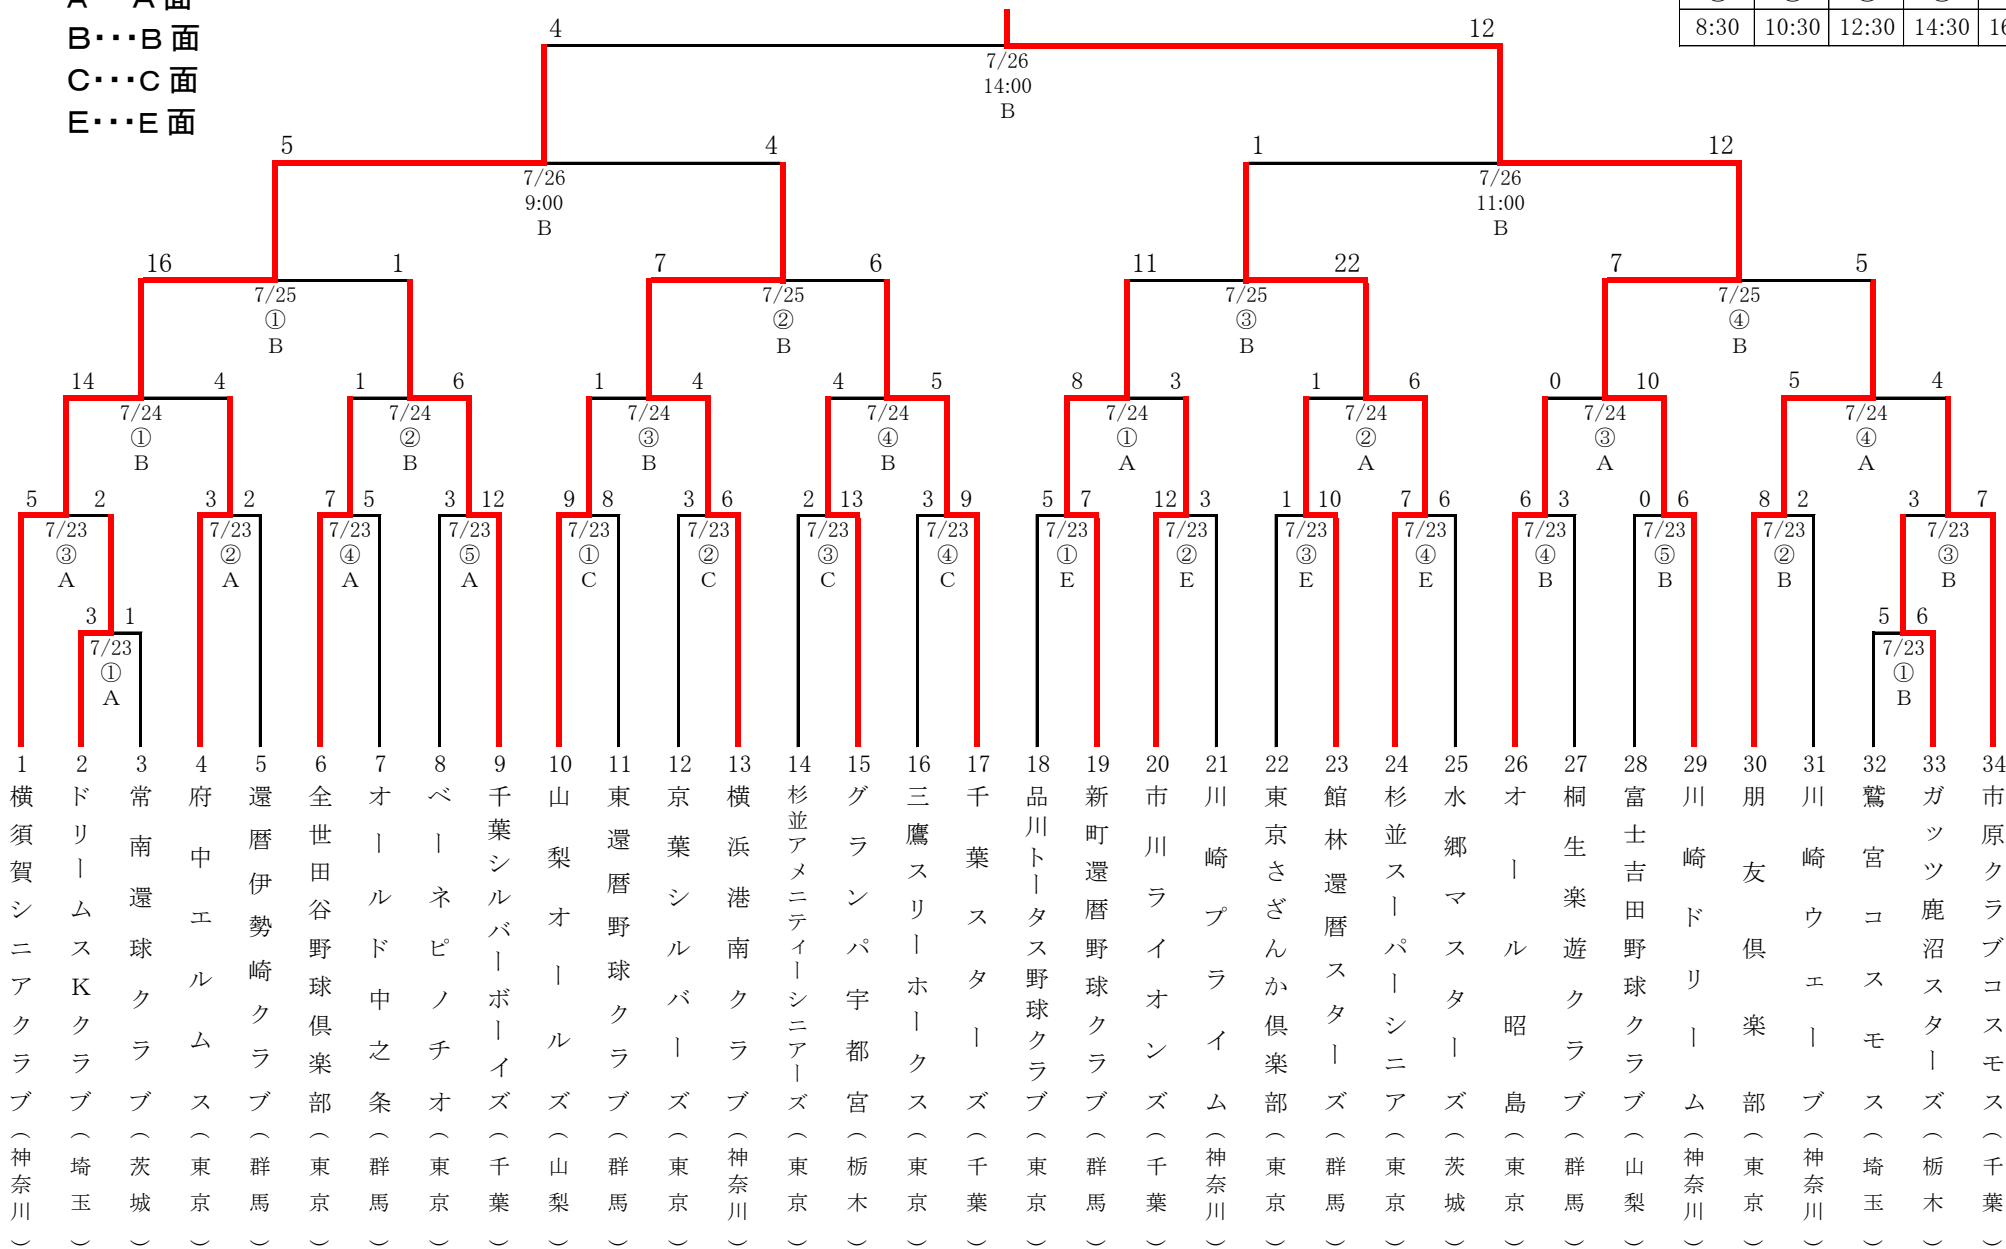 B･･･B 面
C･･･C 面
E･･･E 面
8:30 10:30 12:30 14:30
4 12
7/26
14:00
B
5 4 1 12
7/26 7/26
9:00 11:00
B B
16 1 7 6 11 22 7 5
7/25 7/25 7/25 7/25
① ② ③ ④
B B B B
14 4 1 6 1 4 4 5 8 3 1 6 0 10 5 4
7/24 7/24 7/24 7/24 7/24 7/24 7/24 7/24
① ② ③ ④ ① ② ③ ④
B B B B A A A A
5 2 3 2 7 5 3 12 9 8 3 6 2 13 3 9 5 7 12 3 1 10 7 6 6 3 0 6 8 2 3 7
7/23 7/23 7/23 7/23 7/23 7/23 7/23 7/23 7/23 7/23 7/23 7/23 7/23 7/23 7/23 7/23
③ ② ④ ⑤ ① ② ③ ④ ① ② ③ ④ ④ ⑤ ② ③
A A A A C C C C E E E E B B B B
3 1 5 6
7/23 7/23
① ①
A B
1 横須賀シニアクラブ（神奈川）
2 ドリームスKクラブ（埼玉）
3 常南還球クラブ（茨城）
4 府中エルムス（東京）
5 還暦伊勢崎クラブ（群馬）
6 全世田谷野球倶楽部（東京）
7 オールド中之条（群馬）
8 ベーネピノチオ（東京）
9 千葉シルバーボーイズ（千葉）
10 山梨オールズ（山梨）
11 東還暦野球クラブ（群馬）
12 京葉シルバーズ（東京）
13 横浜港南クラブ（神奈川）
14 杉並アメニティーシニアーズ（東京）
15 グランパ宇都宮（栃木）
16 三鷹スリーホークス（東京）
17 千葉スターズ（千葉）
18 品川トータス野球クラブ（東京）
19 新町還暦野球クラブ（群馬）
20 市川ライオンズ（千葉）
21 川崎プライム（神奈川）
22 東京さざんか倶楽部（東京）
23 館林還暦スターズ（群馬）
24 杉並スーパーシニア（東京）
25 水郷マスターズ（茨城）
26 オール昭島（東京）
27 桐生楽遊クラブ（群馬）
28 富士吉田野球クラブ（山梨）
29 川崎ドリーム（神奈川）
30 朋友倶楽部（東京）
31 川崎ウェーブ（神奈川）
32 鷲宮コスモス（埼玉）
33 ガッツ鹿沼スターズ（栃木）
34 市原クラブコスモス（千葉）